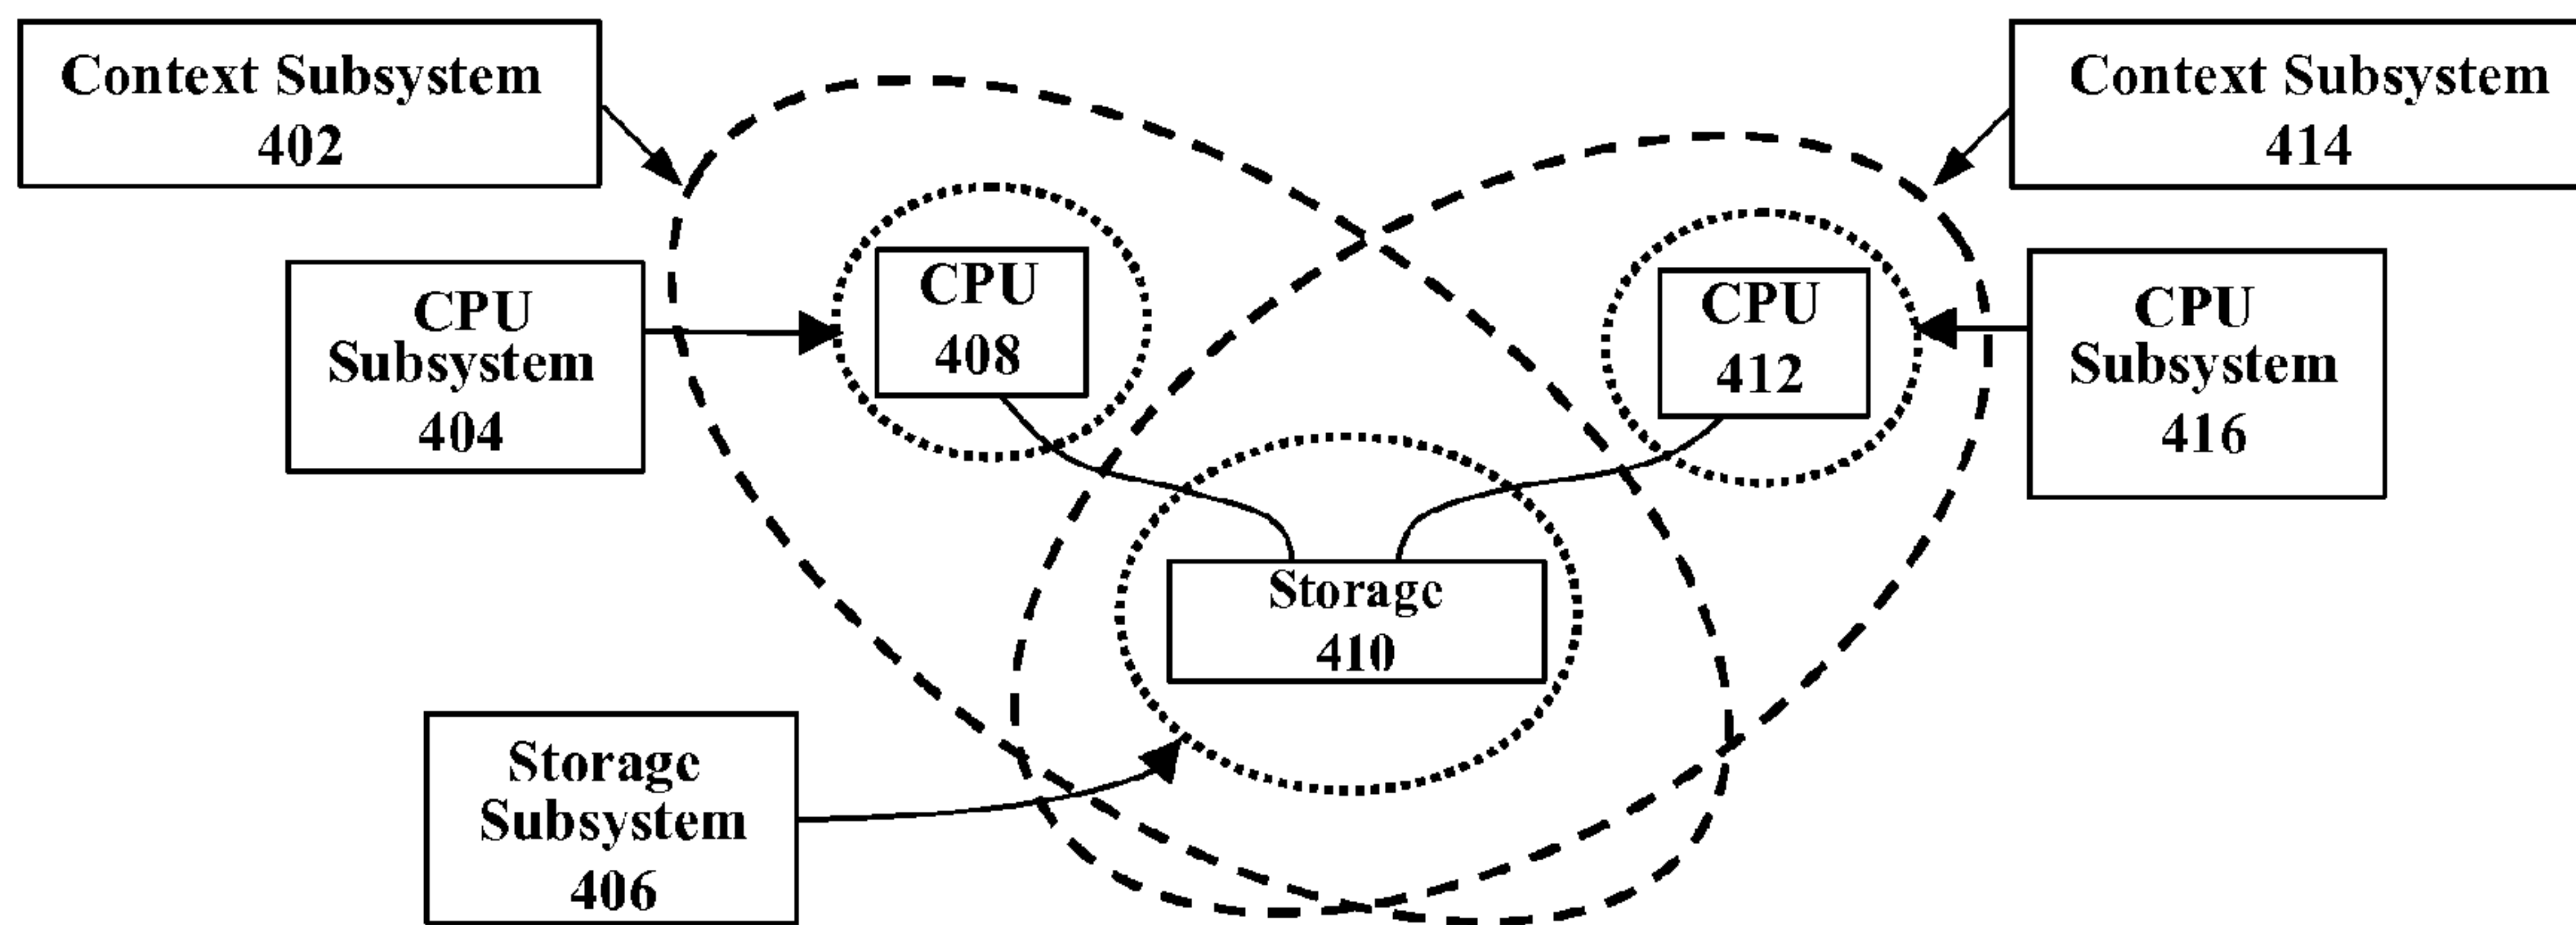 Context Subsystem
402
Context Subsystem
414
CPU
Subsystem
404
CPU
408
CPU
412
CPU
Subsystem
416
Storage
410
Storage
Subsystem
406